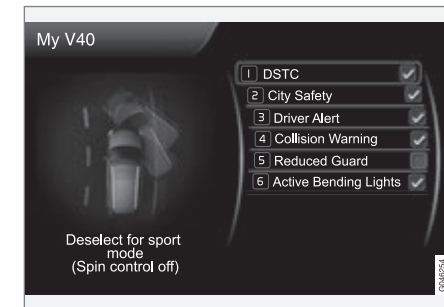 My V40
1 DSTC
2 City Safety
3 Driver Alert
4 Collision Warning
5 Reduced Guard
6 Active Bending Lights
Deselect for sport
mode
(Spin control off)
G046254